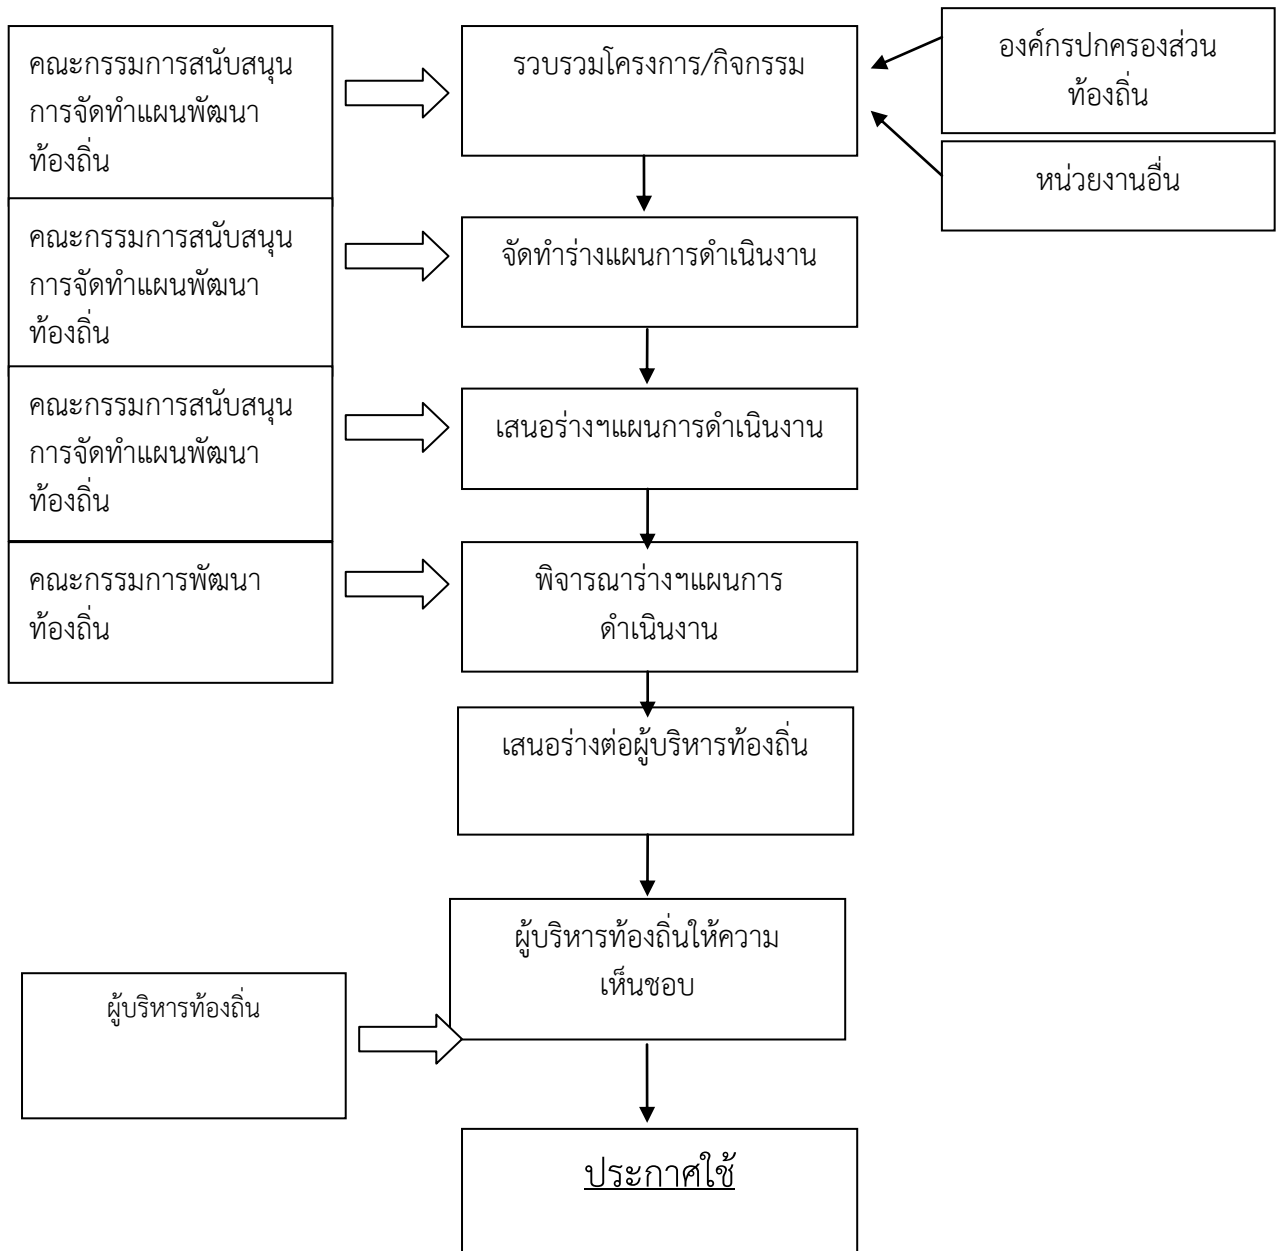 คณะกรรมการสนับสนุน
การจัดทำแผนพัฒนา
ท้องถิ่น
รวบรวมโครงการ/กิจกรรม
องค์กรปกครองส่วน
ท้องถิ่น
หน่วยงานอื่น
คณะกรรมการสนับสนุน
การจัดทำแผนพัฒนา
ท้องถิ่น
จัดทำร่างแผนการดำเนินงาน
คณะกรรมการสนับสนุน
การจัดทำแผนพัฒนา
ท้องถิ่น
เสนอร่างฯแผนการดำเนินงาน
คณะกรรมการพัฒนา
ท้องถิ่น
พิจารณาร่างฯแผนการ
ดำเนินงาน
เสนอร่างต่อผู้บริหารท้องถิ่น
ผู้บริหารท้องถิ่นให้ความ
เห็นชอบ
ผู้บริหารท้องถิ่น
ประกาศใช้